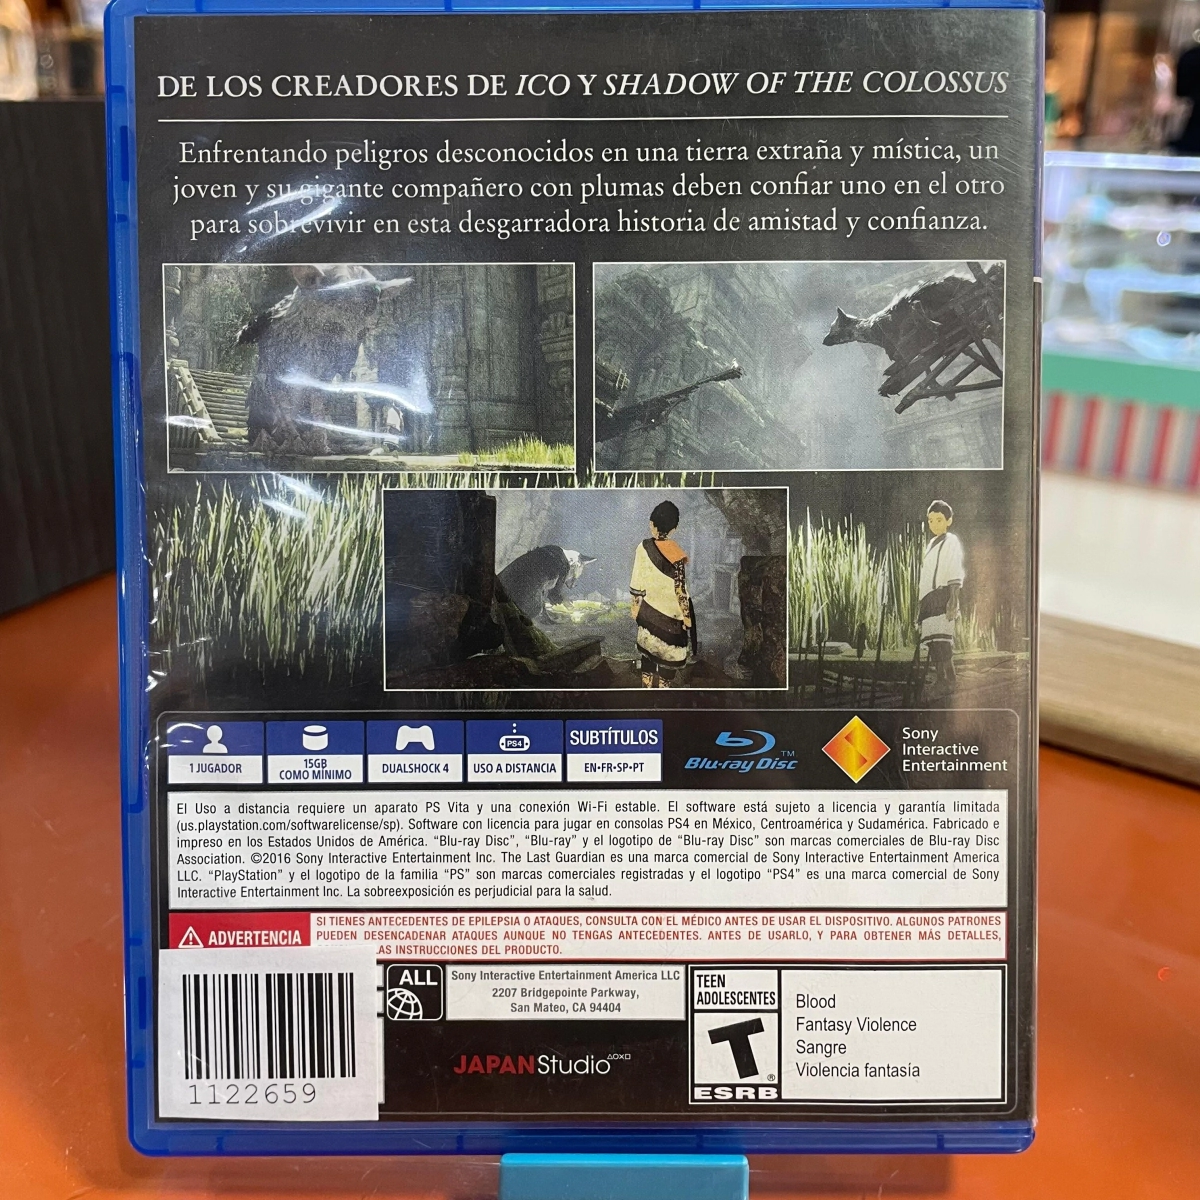 DE LOS CREADORES DE ICO Y SHADOW OF THE COLOSSUS
Enfrentando peligros desconocidos en una tierra extraña y mística, un
joven y su gigante compañero con plumas deben confiar uno en el otro
para sobrevivir en esta desgarradora historia de amistad y confianza.
1 JUGADOR
15GB
COMO MÍNIMO
DUALSHOCK 4
PS4
USO A DISTANCIA
SUBTÍTULOS
EN•FR•SP•PT
Blu-ray Disc™
Sony
Interactive
Entertainment
El Uso a distancia requiere un aparato PS Vita y una conexión Wi-Fi estable. El software está sujeto a licencia y garantía limitada
(us.playstation.com/softwarelicense/sp). Software con licencia para jugar en consolas PS4 en México, Centroamérica y Sudamérica. Fabricado e
impreso en los Estados Unidos de América. “Blu-ray Disc”, “Blu-ray” y el logotipo de “Blu-ray Disc” son marcas comerciales de Blu-ray Disc
Association. ©2016 Sony Interactive Entertainment Inc. The Last Guardian es una marca comercial de Sony Interactive Entertainment America
LLC. “PlayStation” y el logotipo de la familia “PS” son marcas comerciales registradas y el logotipo “PS4” es una marca comercial de Sony
Interactive Entertainment Inc. La sobreexposición es perjudicial para la salud.
ADVERTENCIA
SI TIENES ANTECEDENTES DE EPILEPSIA O ATAQUES, CONSULTA CON EL MÉDICO ANTES DE USAR EL DISPOSITIVO. ALGUNOS PATRONES
PUEDEN DESENCADENAR ATAQUES AUNQUE NO TENGAS ANTECEDENTES. ANTES DE USARLO, Y PARA OBTENER MÁS DETALLES,
LAS INSTRUCCIONES DEL PRODUCTO.
1122659
ALL
Sony Interactive Entertainment America LLC
2207 Bridgepointe Parkway,
San Mateo, CA 94404
JAPAN Studio
TEEN
ADOLESCENTES
T
ESRB
®
Blood
Fantasy Violence
Sangre
Violencia fantasía